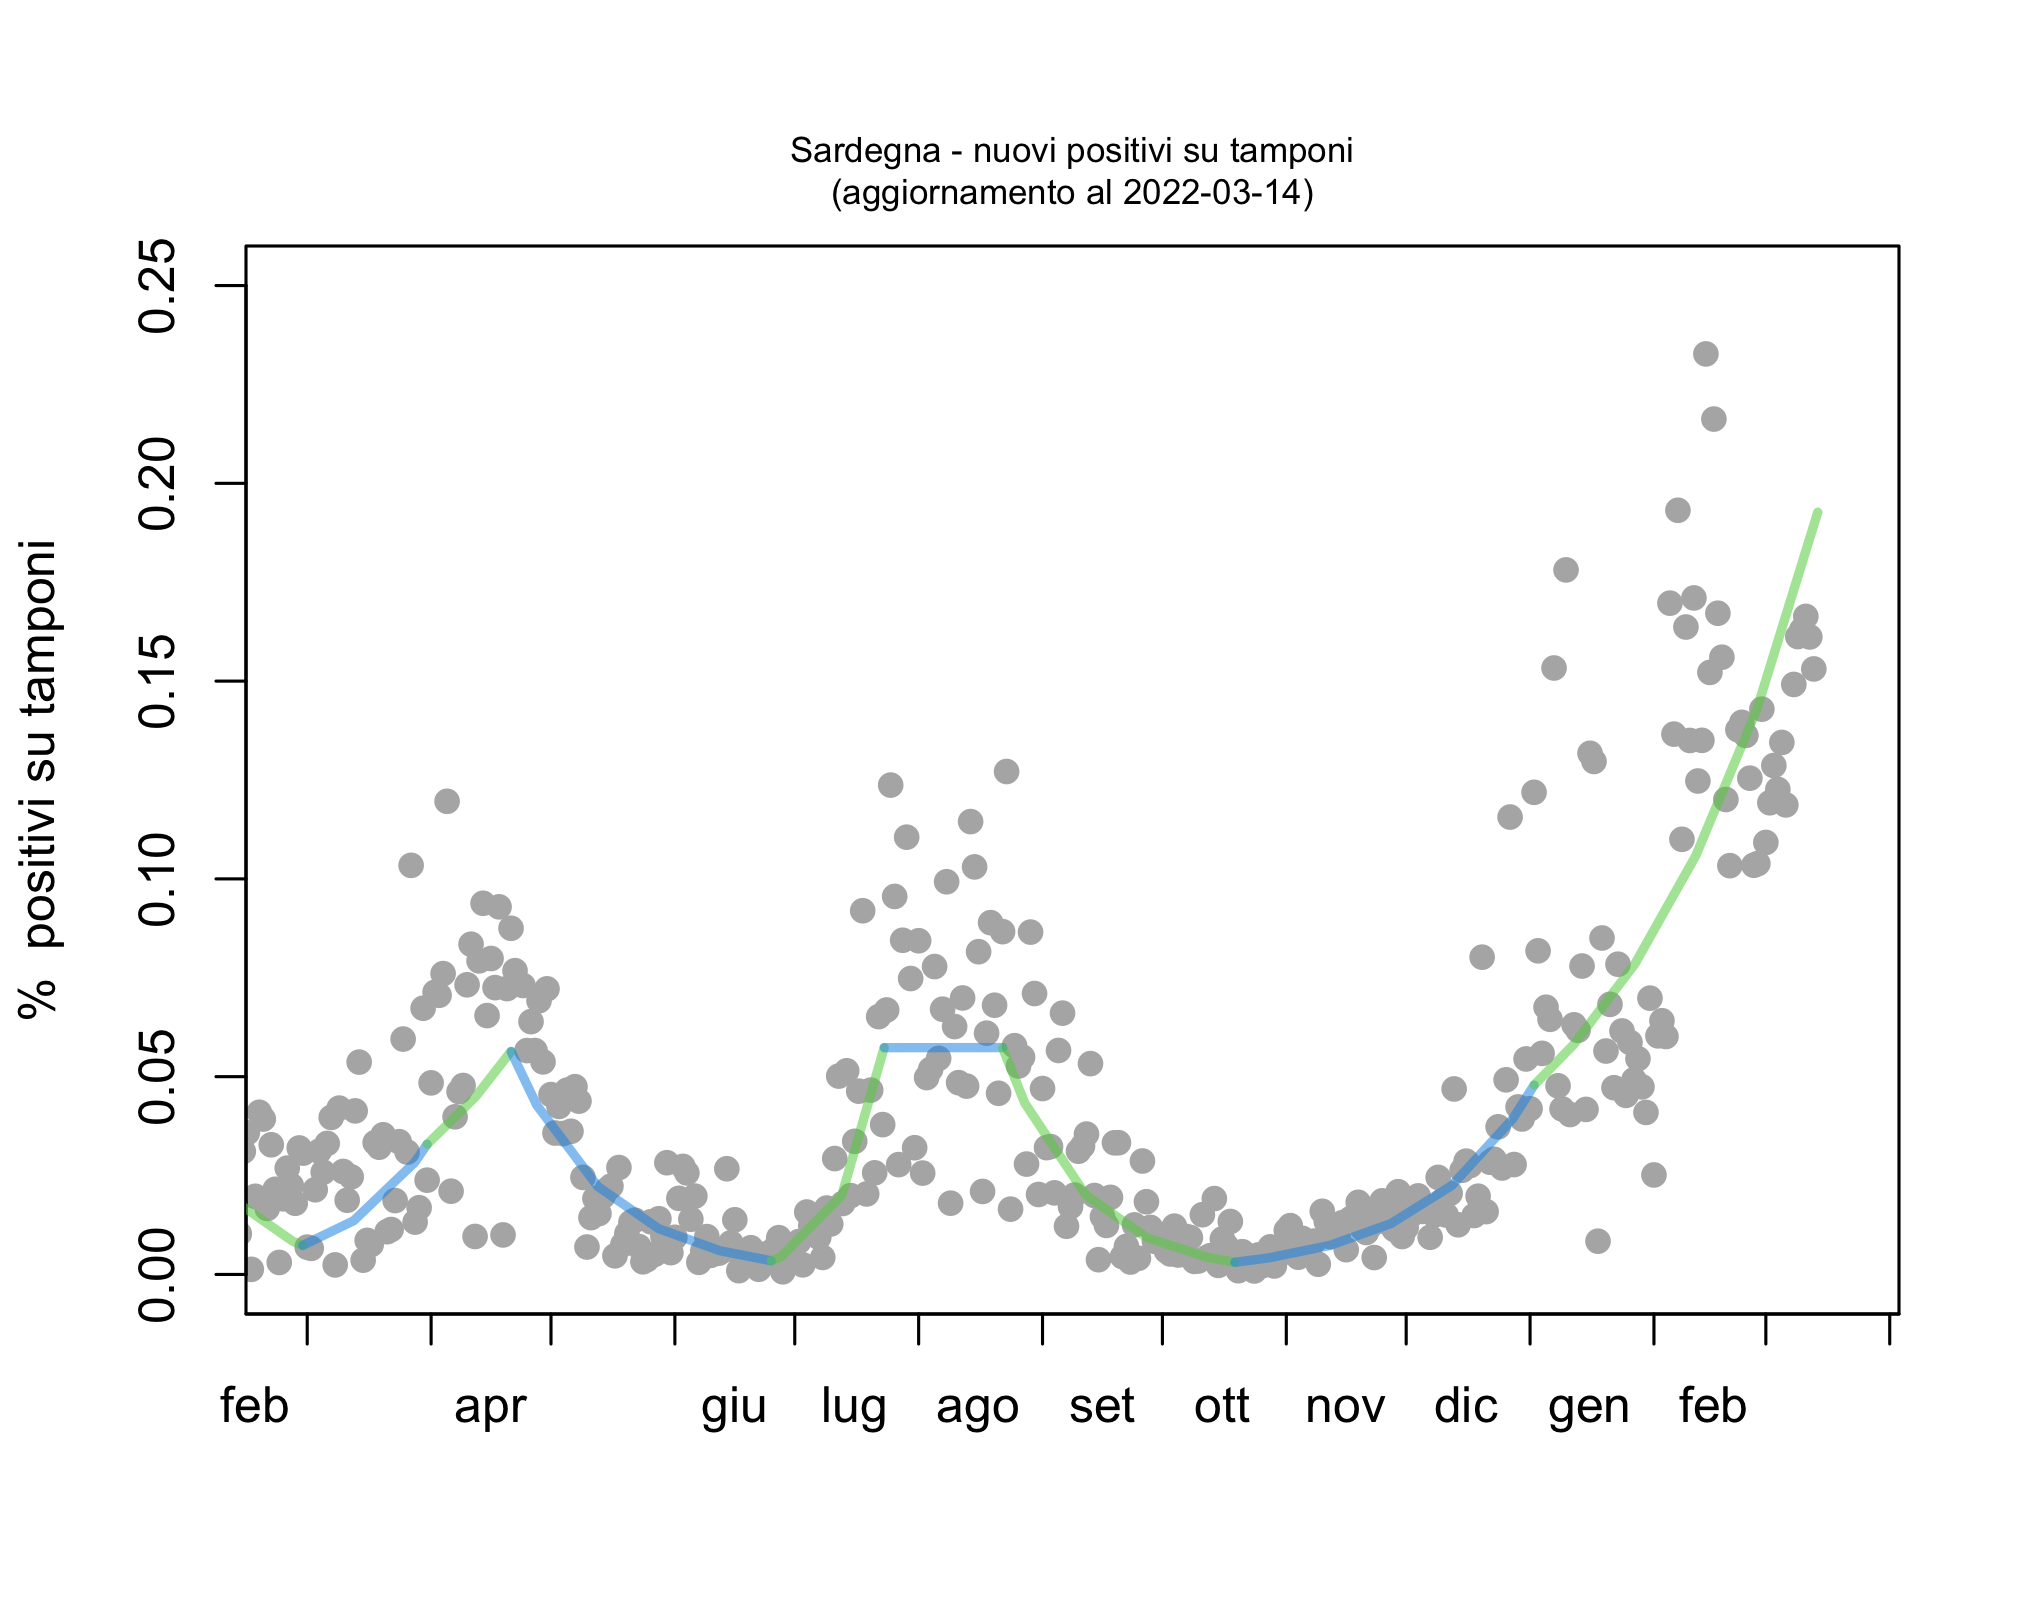 Sardegna - nuovi positivi su tamponi
(aggiornamento al 2022-03-14)
% positivi su tamponi
0.25
0.20
0.15
0.10
0.05
0.00
feb apr giu lug ago set ott nov dic gen feb